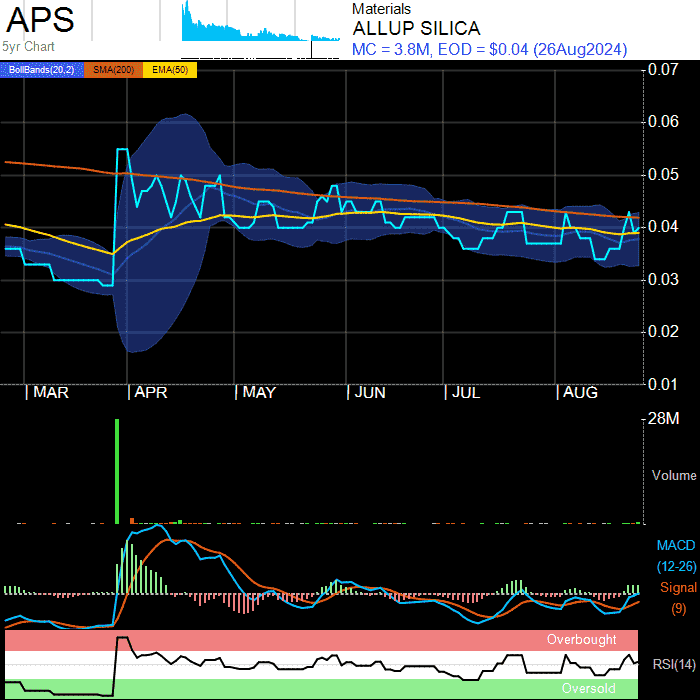 APS
5yr Chart
Materials
ALLUP SILICA
MC = 3.8M, EOD = $0.04 (26Aug2024)
BollBands(20,2) SMA(200) EMA(50)
0.07
0.06
0.05
0.04
0.03
0.02
0.01
MAR APR MAY JUN JUL AUG
28M
Volume
MACD
(12-26)
Signal
(9)
Overbought
RSI(14)
Oversold